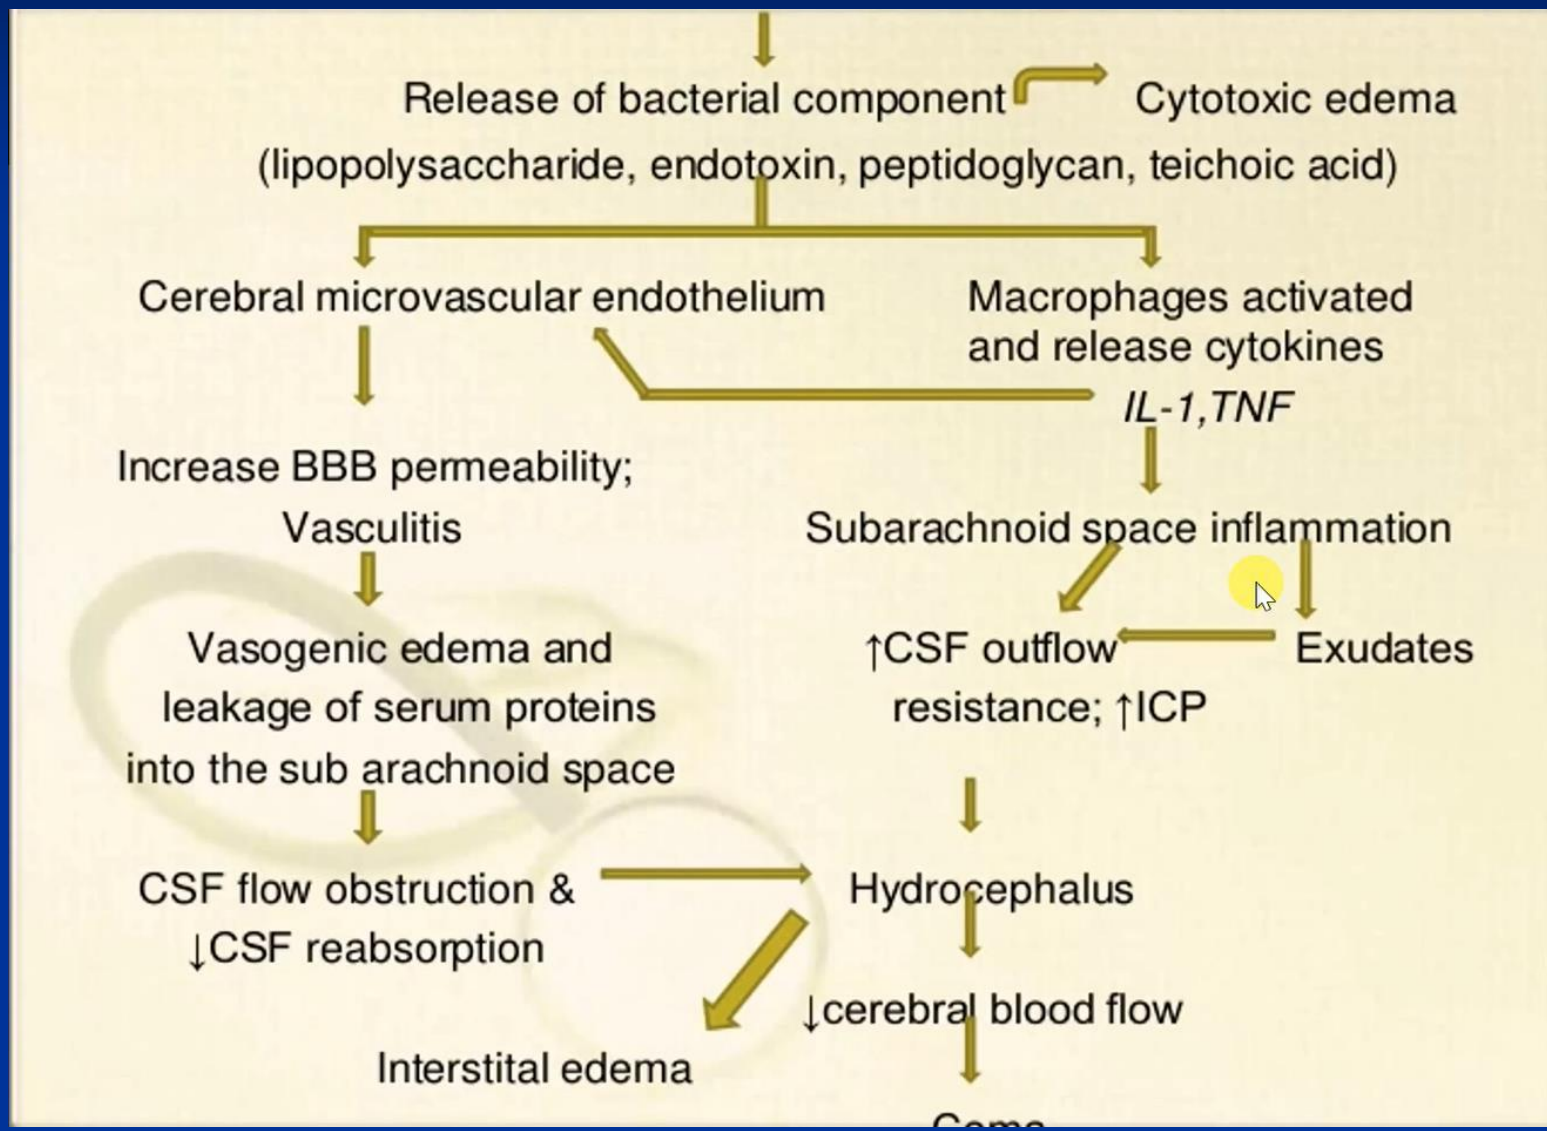 Release of bacterial component
Cytotoxic edema
(lipopolysaccharide, endotoxin, peptidoglycan, teichoic acid)
Cerebral microvascular endothelium
Macrophages activated
and release cytokines
IL-1,TNF
Increase BBB permeability;
Vasculitis
Subarachnoid space inflammation
Vasogenic edema and
leakage of serum proteins
into the sub arachnoid space
↑CSF outflow
resistance; ↑ICP
Exudates
CSF flow obstruction &
↓CSF reabsorption
Hydrocephalus
↓cerebral blood flow
Interstital edema
Coma